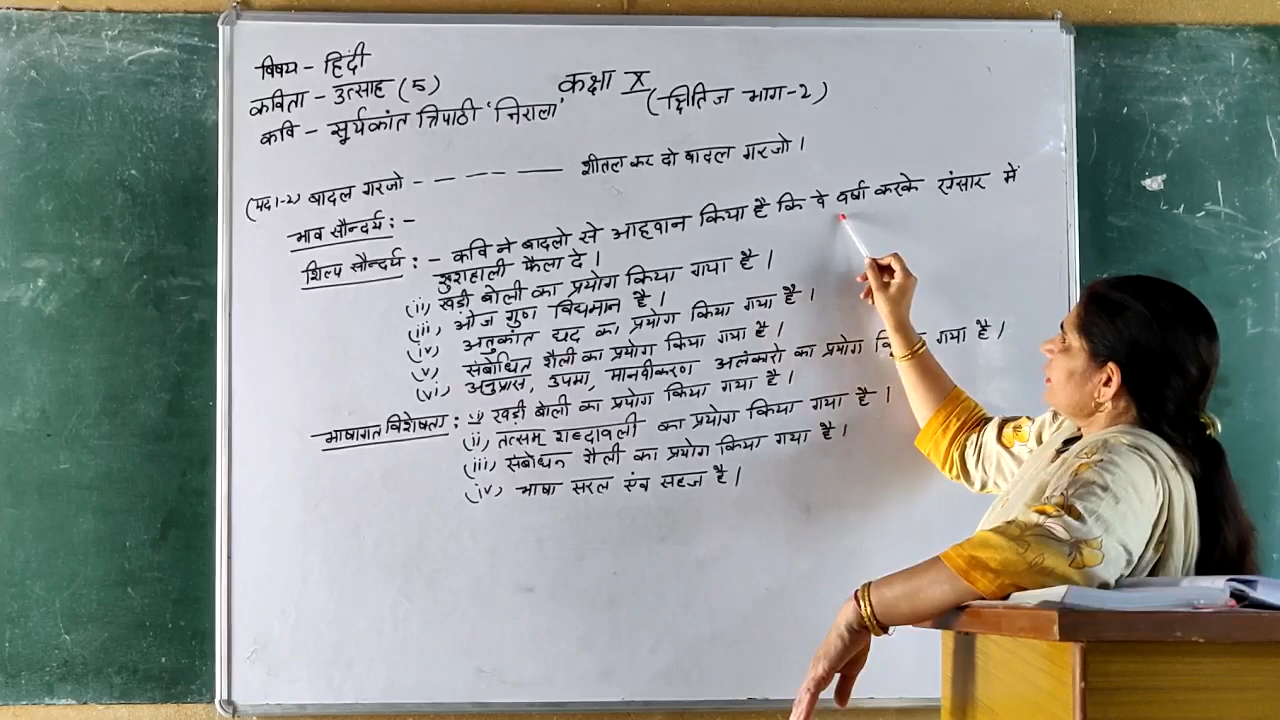 विषय - हिंदी
कविता - उत्साह (5)
कक्षा X
कवि - सूर्यकांत त्रिपाठी 'निराला'
(क्षितिज भाग-2)
(पद 1-2) बादल गरजो - — — — शीतल कर दो बादल गरजो।
भाव सौन्दर्य : -
शिल्प सौन्दर्य : - कवि ने बादलो से आहवान किया है कि वे वर्षा करके संसार में
खुशहाली फैला दे।
(ii) खड़ी बोली का प्रयोग किया गया है।
(iii) ओज गुण विद्यमान है।
(iv) अतुकांत छंद का प्रयोग किया गया है।
(v) संबोधित शैली का प्रयोग किया गया है।
(vi) अनुप्रास, उपमा, मानवीकरण अलंकारो का प्रयोग गया है।
भाषागत विशेषता : (i) खड़ी बोली का प्रयोग किया गया है।
(ii) तत्सम् शब्दावली का प्रयोग किया गया है।
(iii) संबोधन शैली का प्रयोग किया गया है।
(iv) भाषा सरल एंव सहज है।